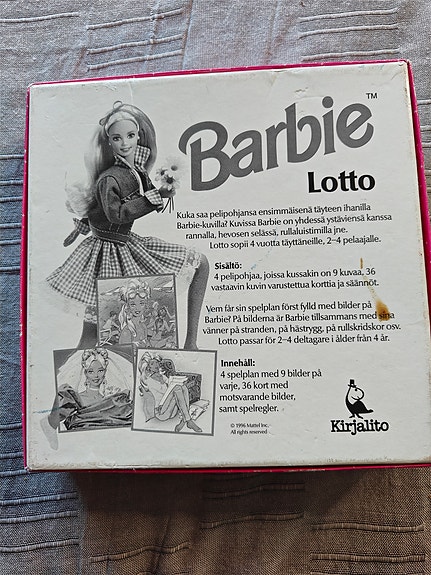 Barbie™
Lotto
Kuka saa pelipohjansa ensimmäisenä täyteen ihanilla
Barbie-kuvilla? Kuvissa Barbie on yhdessä ystäviensä kanssa
rannalla, hevosen selässä, rullaluistimilla jne.
Lotto sopii 4 vuotta täyttäneille, 2–4 pelaajalle.
Sisältö:
4 pelipohjaa, joissa kussakin on 9 kuvaa, 36
vastaavin kuvin varustettua korttia ja säännöt.
Vem får sin spelplan först fylld med bilder på
Barbie? På bilderna är Barbie tillsammans med sina
vänner på stranden, på hästrygg, på rullskridskor osv.
Lotto passar för 2–4 deltagare i ålder från 4 år.
Innehåll:
4 spelplan med 9 bilder på
varje, 36 kort med
motsvarande bilder,
samt spelregler.
© 1996 Mattel Inc.
All rights reserved
Kirjalito